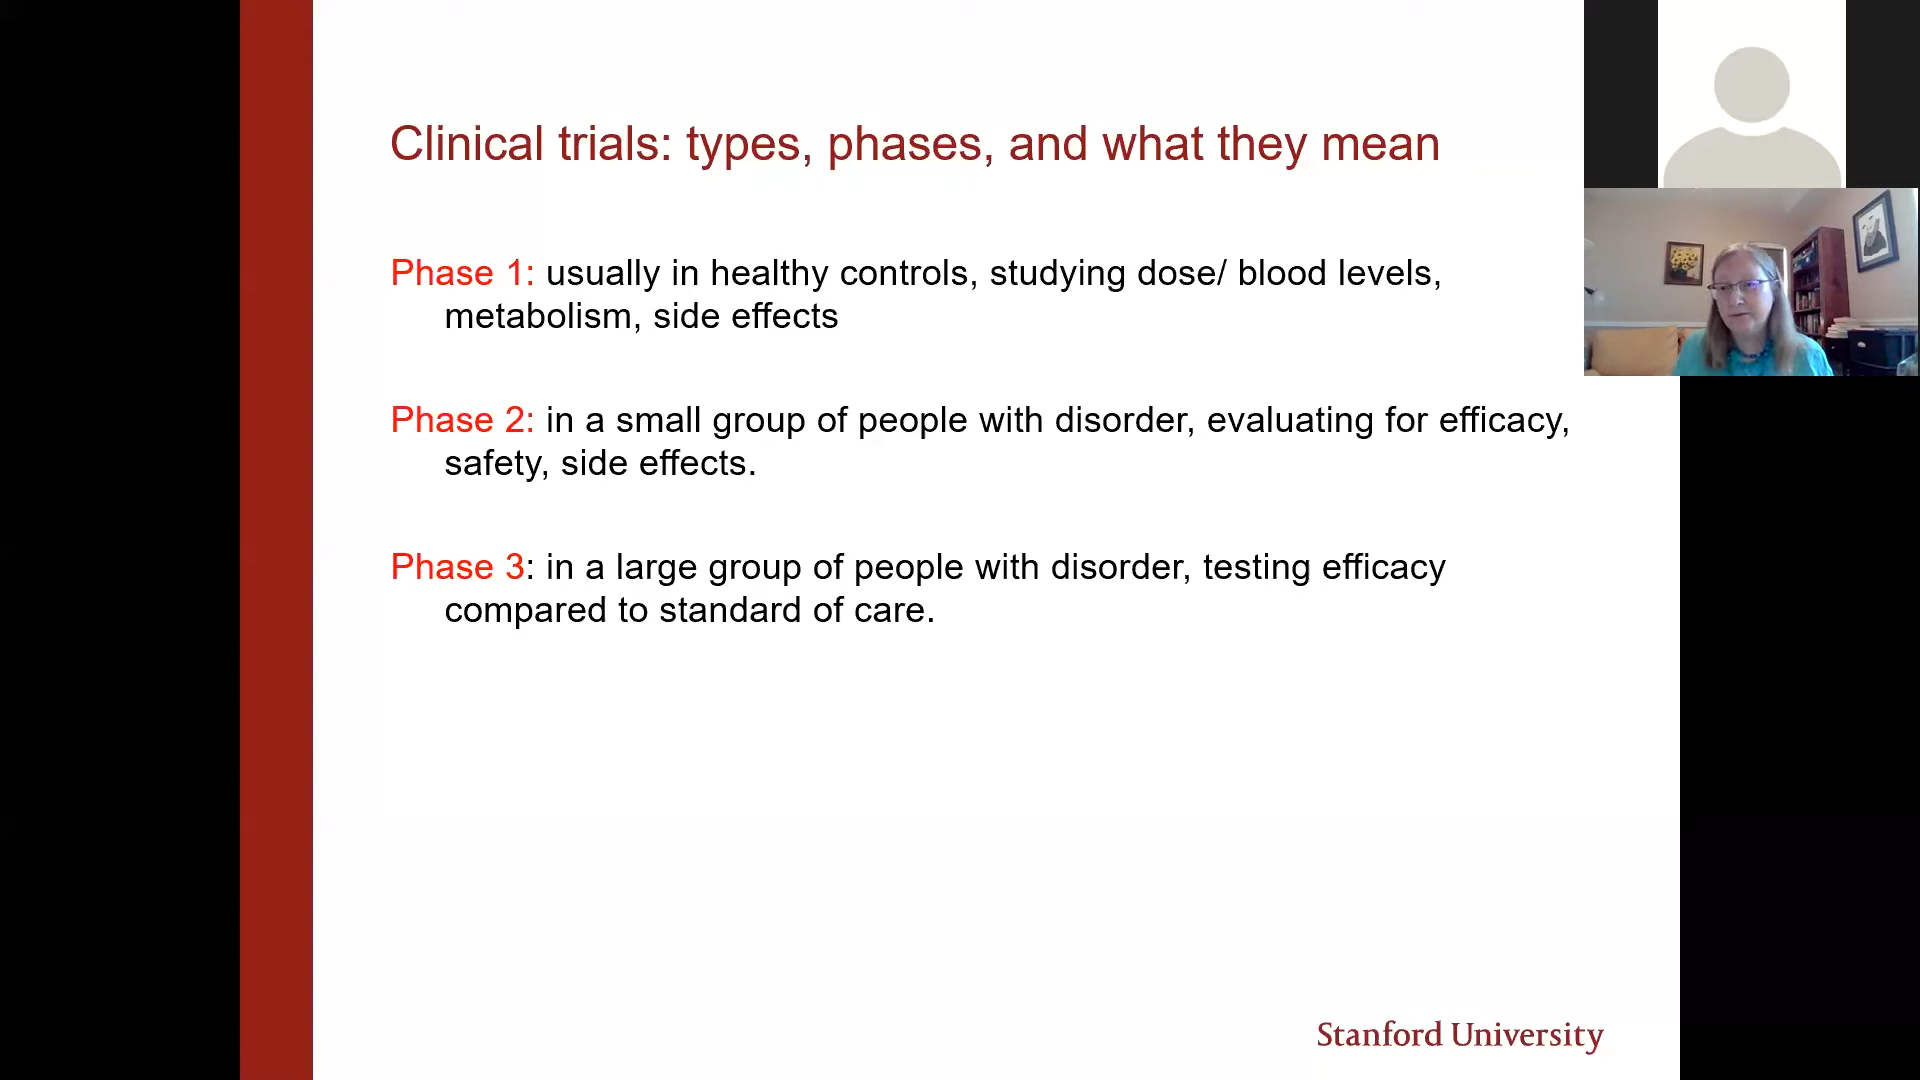 Clinical trials: types, phases, and what they mean
Phase 1: usually in healthy controls, studying dose/ blood levels,
metabolism, side effects
Phase 2: in a small group of people with disorder, evaluating for efficacy,
safety, side effects.
Phase 3: in a large group of people with disorder, testing efficacy
compared to standard of care.
Stanford University